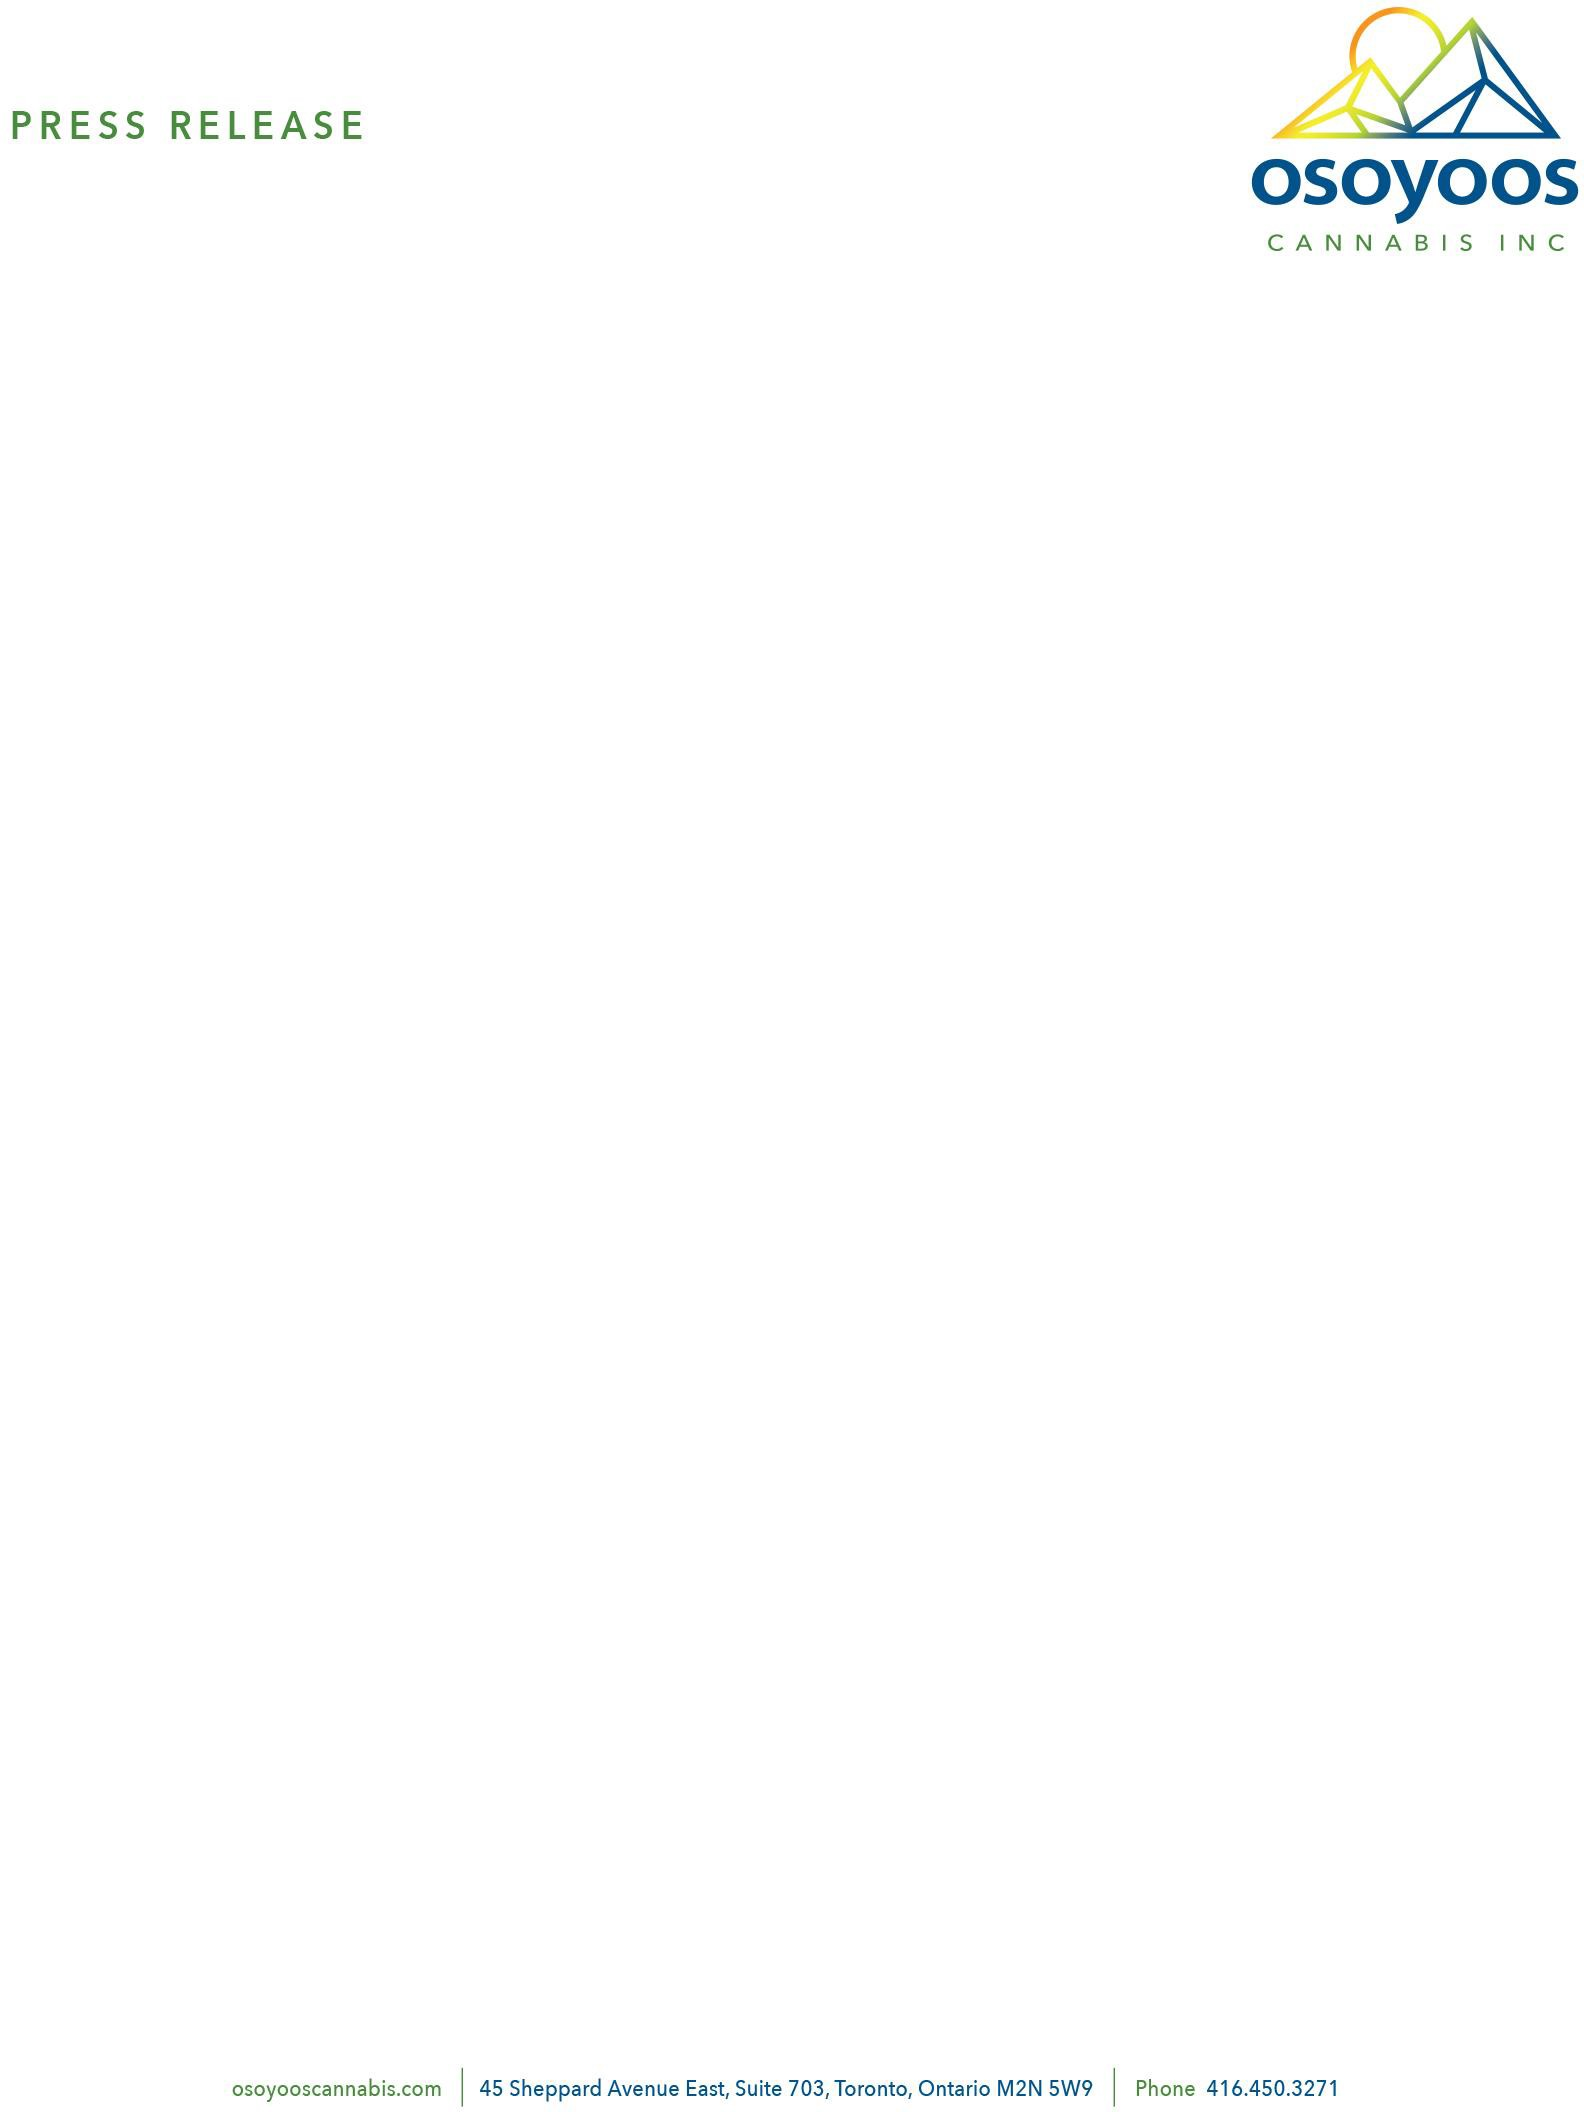 PRESS RELEASE
osoyoos
CANNABIS INC
osoyooscannabis.com 45 Sheppard Avenue East, Suite 703, Toronto, Ontario M2N 5W9 Phone 416.450.3271